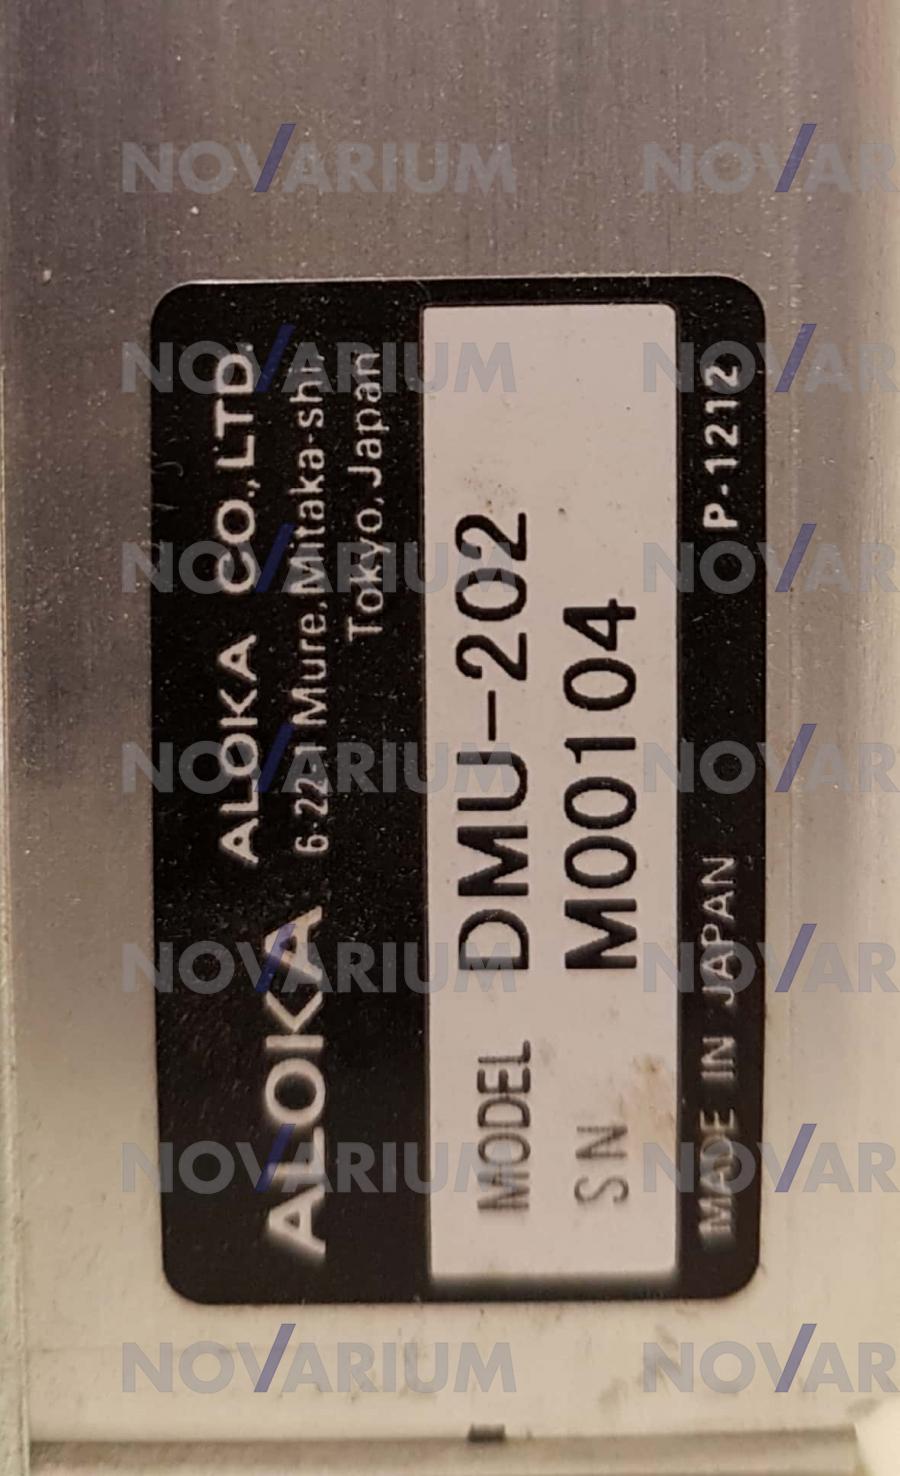 ALOKA ALOKA CO., LTD.
6-22-1 Mure, Mitaka-shi,
Tokyo, Japan
MODEL DMU-202
SN M00104
MADE IN JAPAN P-1212
NOVARIUM